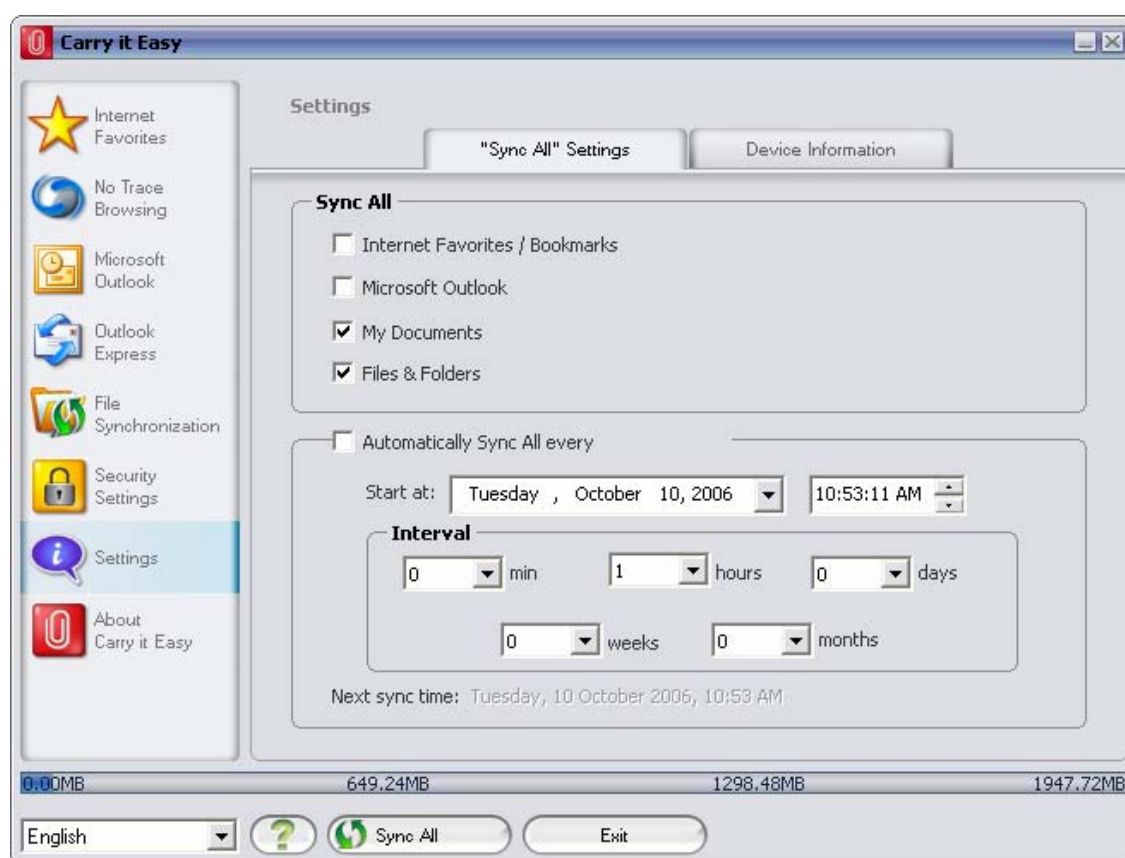 Carry it Easy
Internet
Favorites
No Trace
Browsing
Microsoft
Outlook
Outlook
Express
File
Synchronization
Security
Settings
Settings
About
Carry it Easy
Settings
"Sync All" Settings
Device Information
Sync All
Internet Favorites / Bookmarks
Microsoft Outlook
My Documents
Files & Folders
Automatically Sync All every
Start at: Tuesday , October 10, 2006 10:53:11 AM
Interval
0 min 1 hours 0 days
0 weeks 0 months
Next sync time: Tuesday, 10 October 2006, 10:53 AM
0.00MB 649.24MB 1298.48MB 1947.72MB
English ? Sync All Exit